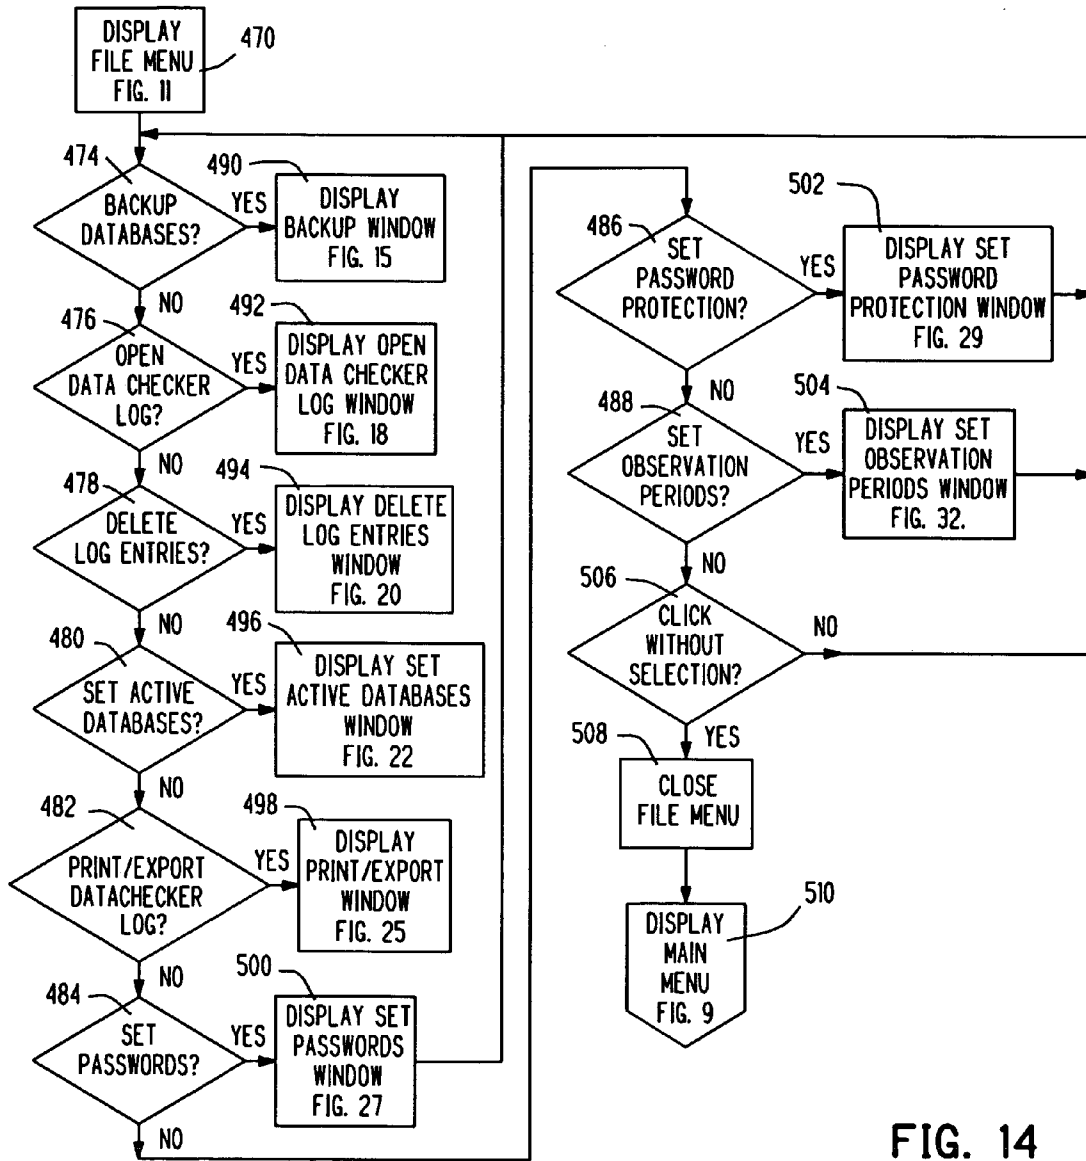 DISPLAY
FILE MENU
FIG. 11
470
474
BACKUP
DATABASES?
YES
490
DISPLAY
BACKUP WINDOW
FIG. 15
NO
476
OPEN
DATA CHECKER
LOG?
YES
492
DISPLAY OPEN
DATA CHECKER
LOG WINDOW
FIG. 18
NO
478
DELETE
LOG ENTRIES?
YES
494
DISPLAY DELETE
LOG ENTRIES
WINDOW
FIG. 20
NO
480
SET ACTIVE
DATABASES?
YES
496
DISPLAY SET
ACTIVE DATABASES
WINDOW
FIG. 22
NO
482
PRINT/EXPORT
DATACHECKER
LOG?
YES
498
DISPLAY
PRINT/EXPORT
WINDOW
FIG. 25
NO
484
SET
PASSWORDS?
YES
500
DISPLAY SET
PASSWORDS
WINDOW
FIG. 27
NO
486
SET
PASSWORD
PROTECTION?
YES
502
DISPLAY SET
PASSWORD
PROTECTION WINDOW
FIG. 29
NO
488
SET
OBSERVATION
PERIODS?
YES
504
DISPLAY SET
OBSERVATION
PERIODS WINDOW
FIG. 32.
NO
506
CLICK
WITHOUT
SELECTION?
NO
YES
508
CLOSE
FILE MENU
510
DISPLAY
MAIN
MENU
FIG. 9
FIG. 14